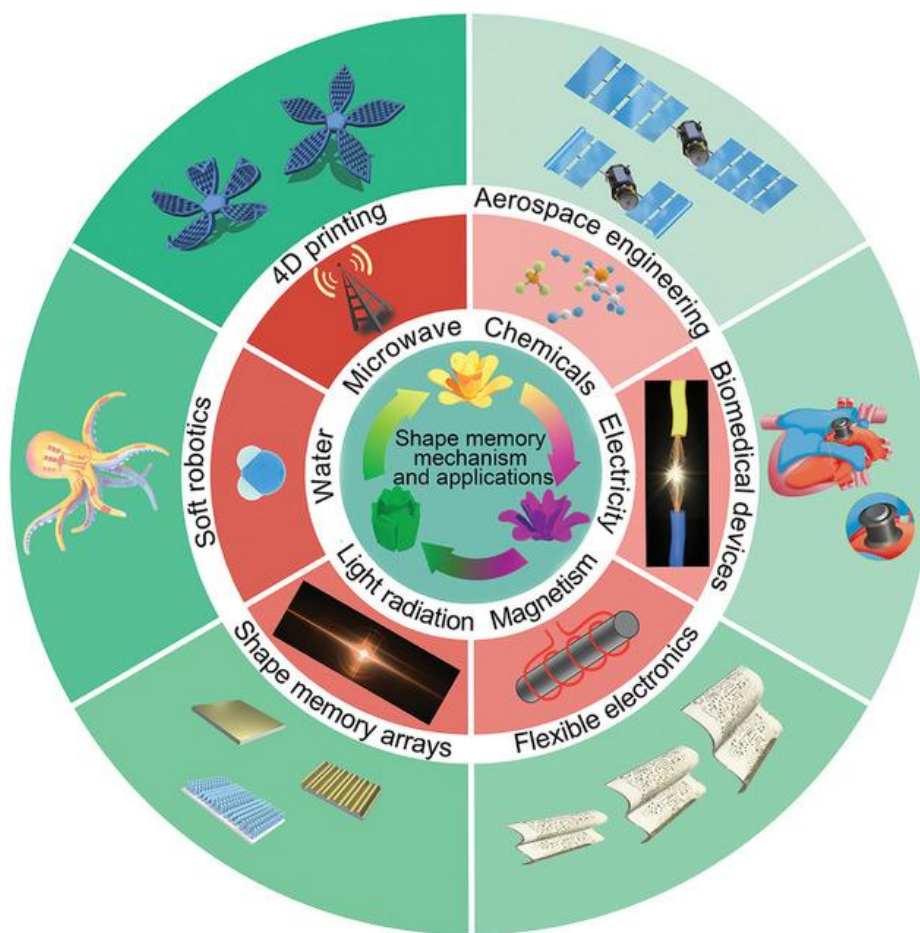 4D printing
Aerospace engineering
Biomedical devices
Flexible electronics
Shape memory arrays
Soft robotics
Microwave
Chemicals
Electricity
Magnetism
Light radiation
Water
Shape memory
mechanism
and applications